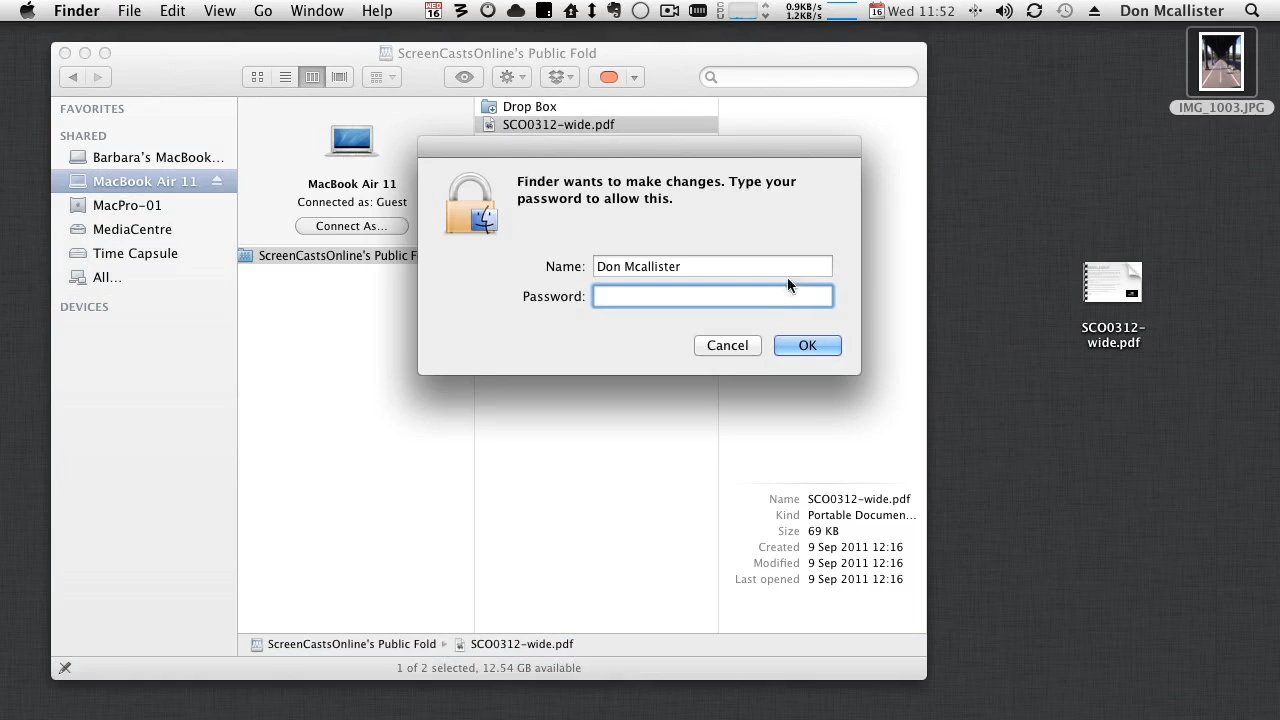 Finder File Edit View Go Window Help
WED 16
0.9KB/s
1.2KB/s
16 Wed 11:52
Don Mcallister
ScreenCastsOnline's Public Fold
FAVORITES
SHARED
Barbara's MacBook...
MacBook Air 11
MacPro-01
MediaCentre
Time Capsule
All...
DEVICES
MacBook Air 11
Connected as: Guest
Connect As...
ScreenCastsOnline's Public F
Drop Box
SCO0312-wide.pdf
Finder wants to make changes. Type your
password to allow this.
Name: Don Mcallister
Password:
Cancel OK
Name SCO0312-wide.pdf
Kind Portable Documen...
Size 69 KB
Created 9 Sep 2011 12:16
Modified 9 Sep 2011 12:16
Last opened 9 Sep 2011 12:16
ScreenCastsOnline's Public Fold SCO0312-wide.pdf
1 of 2 selected, 12.54 GB available
IMG_1003.JPG
SCO0312-
wide.pdf